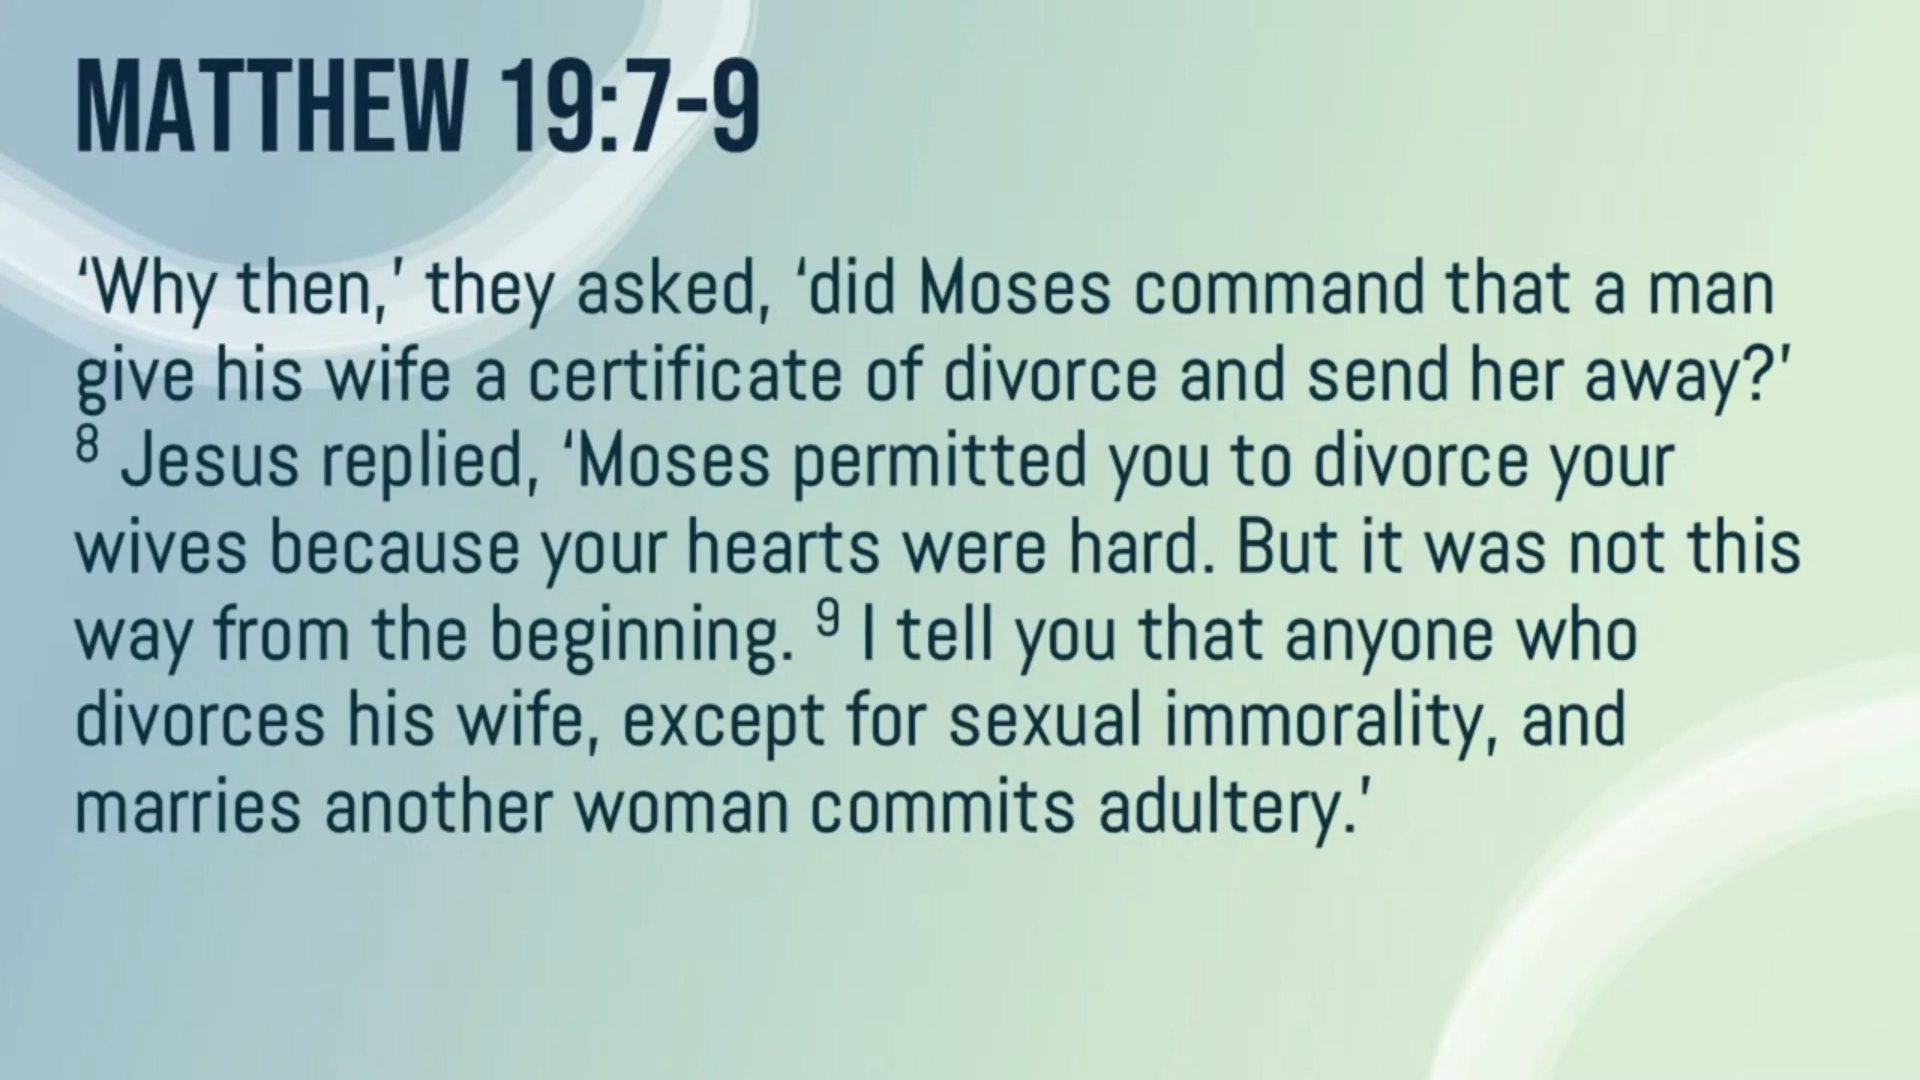 MATTHEW 19:7-9
‘Why then,’ they asked, ‘did Moses command that a man
give his wife a certificate of divorce and send her away?’
⁸ Jesus replied, ‘Moses permitted you to divorce your
wives because your hearts were hard. But it was not this
way from the beginning. ⁹ I tell you that anyone who
divorces his wife, except for sexual immorality, and
marries another woman commits adultery.’